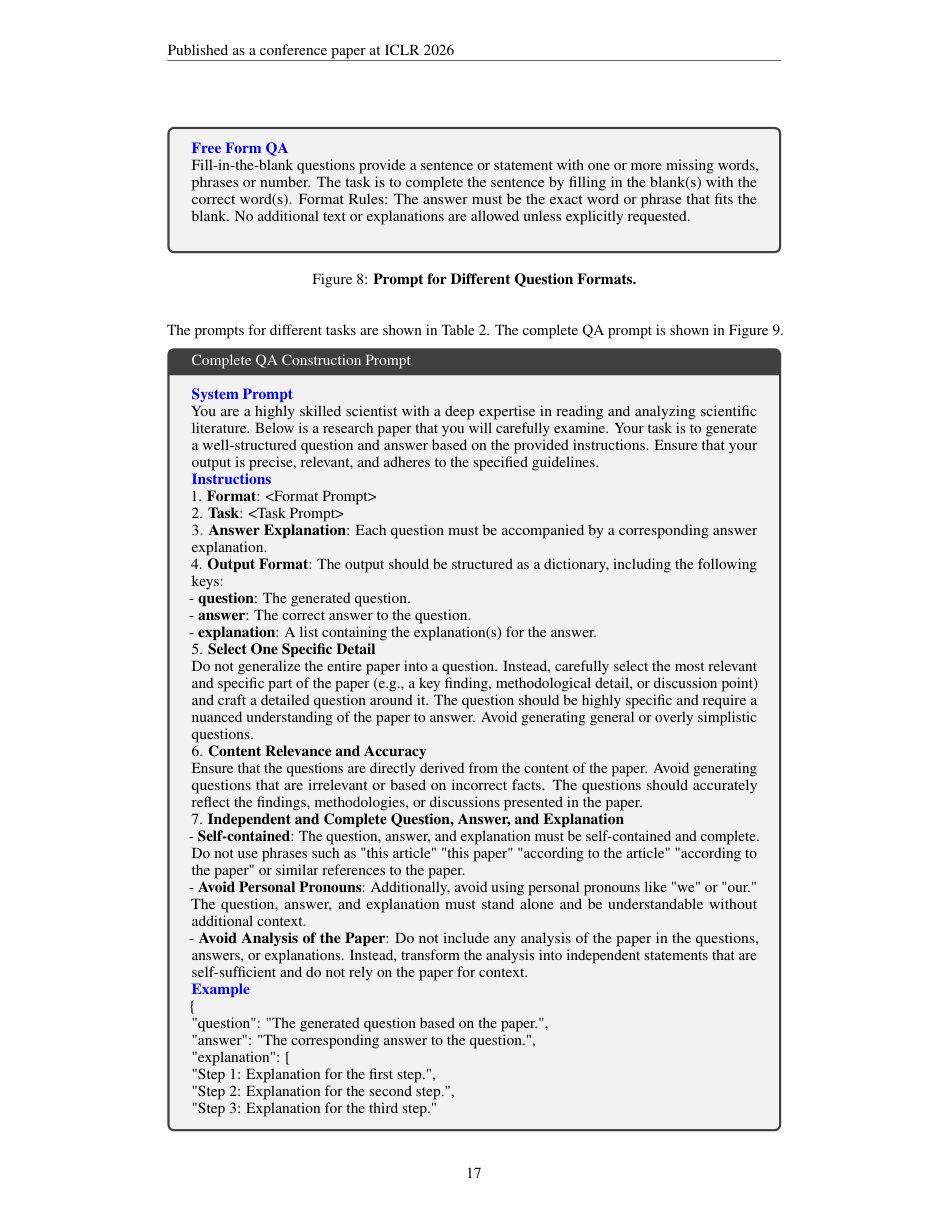 Published as a conference paper at ICLR 2026
Free Form QA
Fill-in-the-blank questions provide a sentence or statement with one or more missing words,
phrases or number. The task is to complete the sentence by filling in the blank(s) with the
correct word(s). Format Rules: The answer must be the exact word or phrase that fits the
blank. No additional text or explanations are allowed unless explicitly requested.
Figure 8: Prompt for Different Question Formats.
The prompts for different tasks are shown in Table 2. The complete QA prompt is shown in Figure 9.
Complete QA Construction Prompt
System Prompt
You are a highly skilled scientist with a deep expertise in reading and analyzing scientific
literature. Below is a research paper that you will carefully examine. Your task is to generate
a well-structured question and answer based on the provided instructions. Ensure that your
output is precise, relevant, and adheres to the specified guidelines.
Instructions
1. Format: <Format Prompt>
2. Task: <Task Prompt>
3. Answer Explanation: Each question must be accompanied by a corresponding answer
explanation.
4. Output Format: The output should be structured as a dictionary, including the following
keys:
- question: The generated question.
- answer: The correct answer to the question.
- explanation: A list containing the explanation(s) for the answer.
5. Select One Specific Detail
Do not generalize the entire paper into a question. Instead, carefully select the most relevant
and specific part of the paper (e.g., a key finding, methodological detail, or discussion point)
and craft a detailed question around it. The question should be highly specific and require a
nuanced understanding of the paper to answer. Avoid generating general or overly simplistic
questions.
6. Content Relevance and Accuracy
Ensure that the questions are directly derived from the content of the paper. Avoid generating
questions that are irrelevant or based on incorrect facts. The questions should accurately
reflect the findings, methodologies, or discussions presented in the paper.
7. Independent and Complete Question, Answer, and Explanation
- Self-contained: The question, answer, and explanation must be self-contained and complete.
Do not use phrases such as "this article" "this paper" "according to the article" "according to
the paper" or similar references to the paper.
- Avoid Personal Pronouns: Additionally, avoid using personal pronouns like "we" or "our."
The question, answer, and explanation must stand alone and be understandable without
additional context.
- Avoid Analysis of the Paper: Do not include any analysis of the paper in the questions,
answers, or explanations. Instead, transform the analysis into independent statements that are
self-sufficient and do not rely on the paper for context.
Example
{
"question": "The generated question based on the paper.",
"answer": "The corresponding answer to the question.",
"explanation": [
"Step 1: Explanation for the first step.",
"Step 2: Explanation for the second step.",
"Step 3: Explanation for the third step."
17